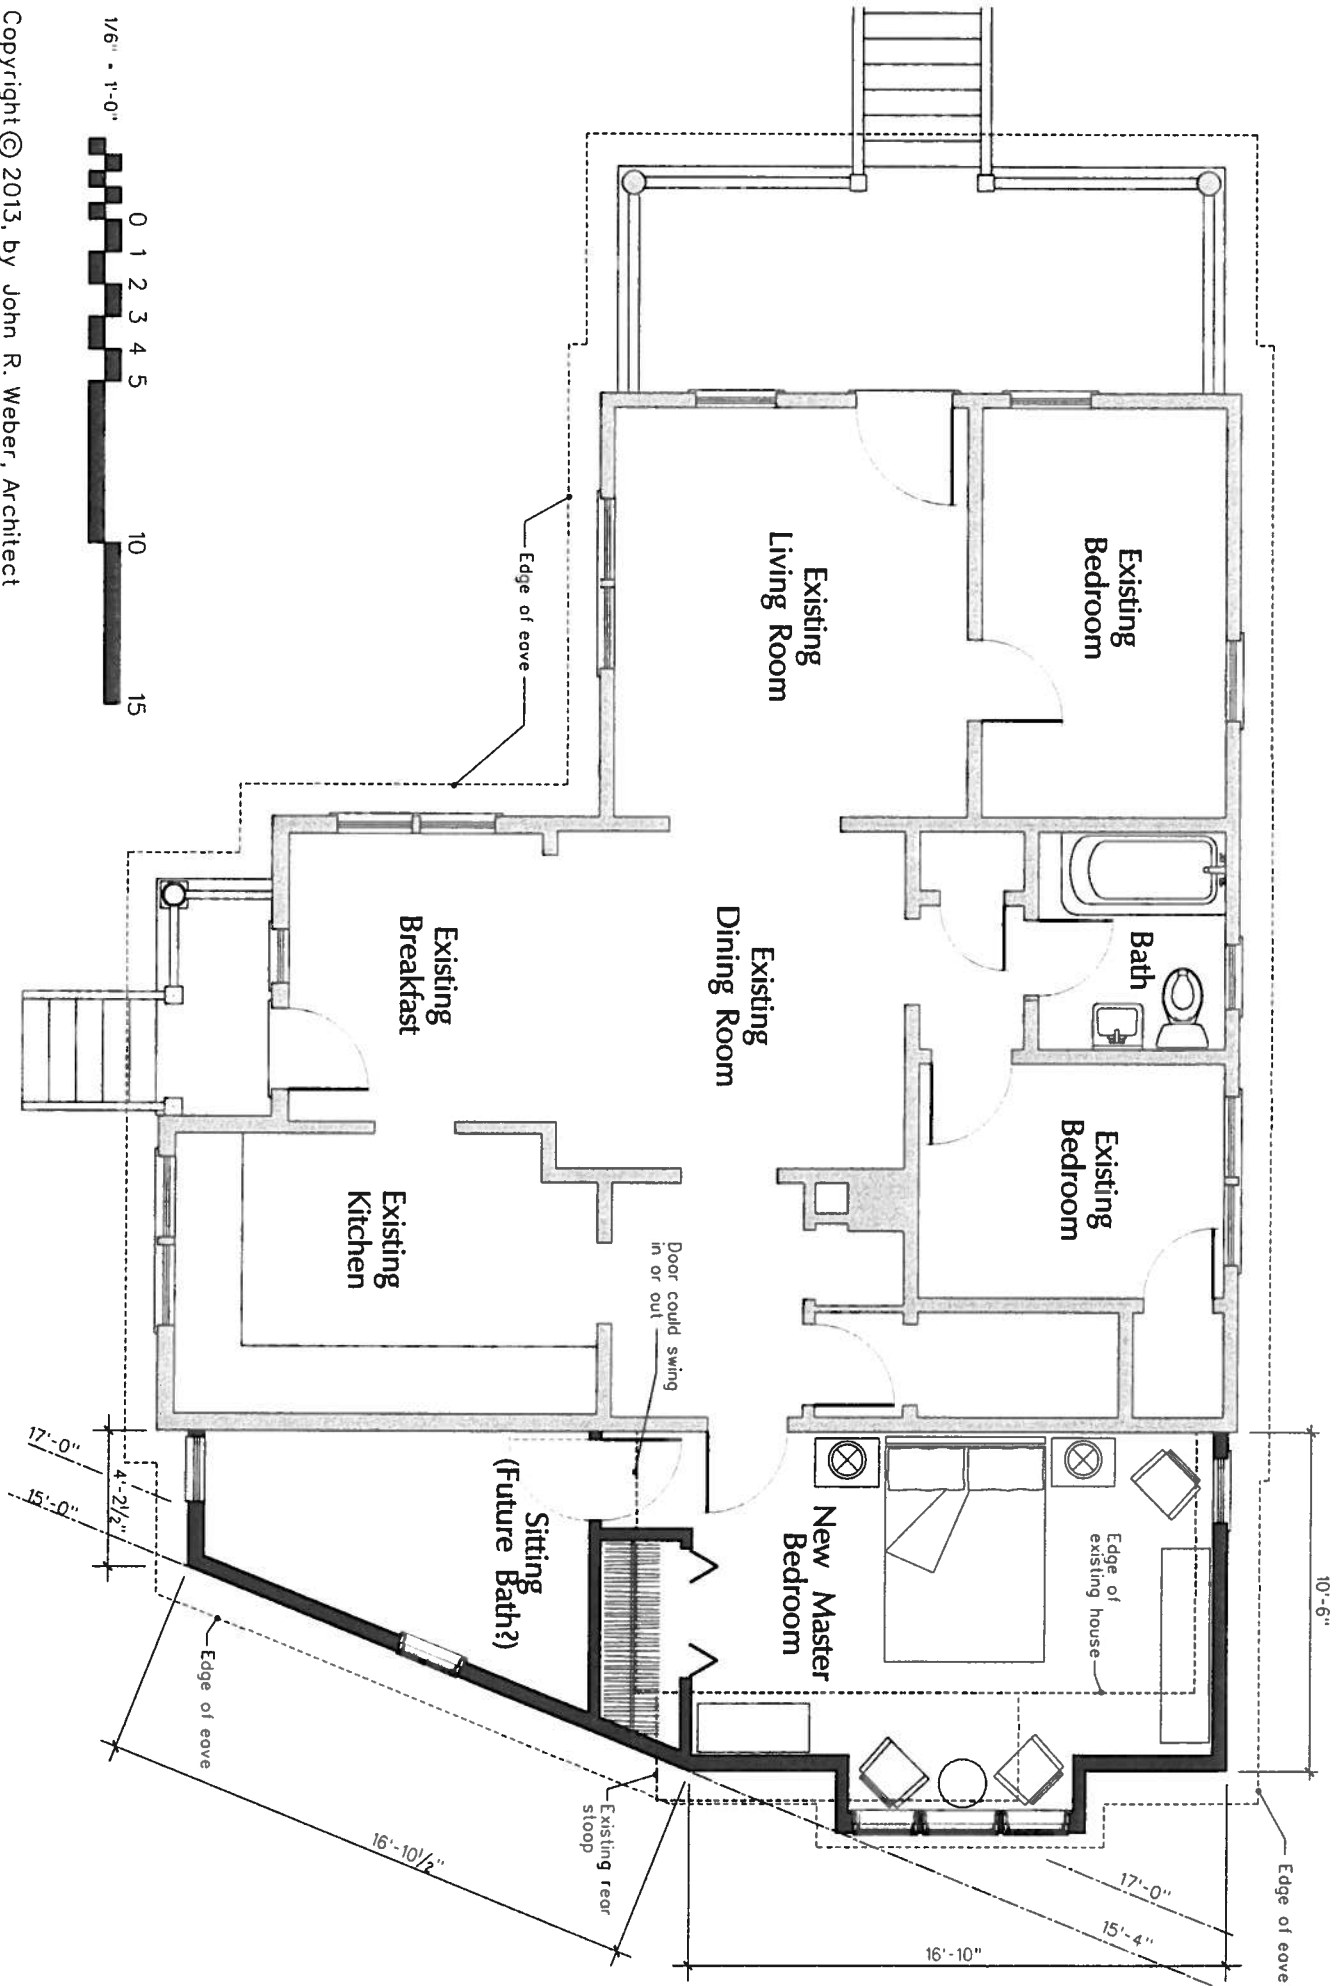 Existing
Bedroom
Existing
Living Room
Edge of eave
Bath
Existing
Dining Room
Existing
Breakfast
Existing
Bedroom
Existing
Kitchen
Door could swing
in or out
10'-6"
Edge of
existing house
New Master
Bedroom
Sitting
(Future Bath?)
17'-0"
15'-0"
4'-2 1/2"
Edge of eave
Existing rear
stoop
16'-10 1/2"
Edge of eave
17'-0"
15'-4"
16'-10"
1/6" = 1'-0"
0 1 2 3 4 5 10 15
Copyright © 2013, by John R. Weber, Architect